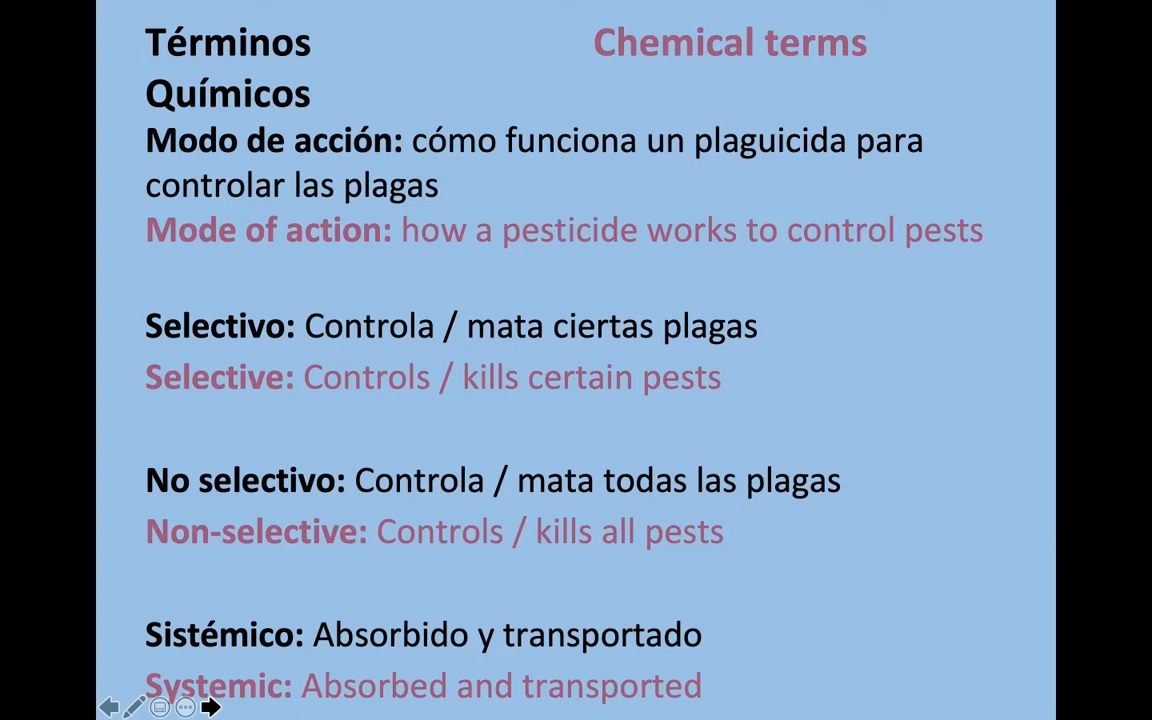 Términos Chemical terms
Químicos
Modo de acción: cómo funciona un plaguicida para
controlar las plagas
Mode of action: how a pesticide works to control pests
Selectivo: Controla / mata ciertas plagas
Selective: Controls / kills certain pests
No selectivo: Controla / mata todas las plagas
Non-selective: Controls / kills all pests
Sistémico: Absorbido y transportado
Systemic: Absorbed and transported